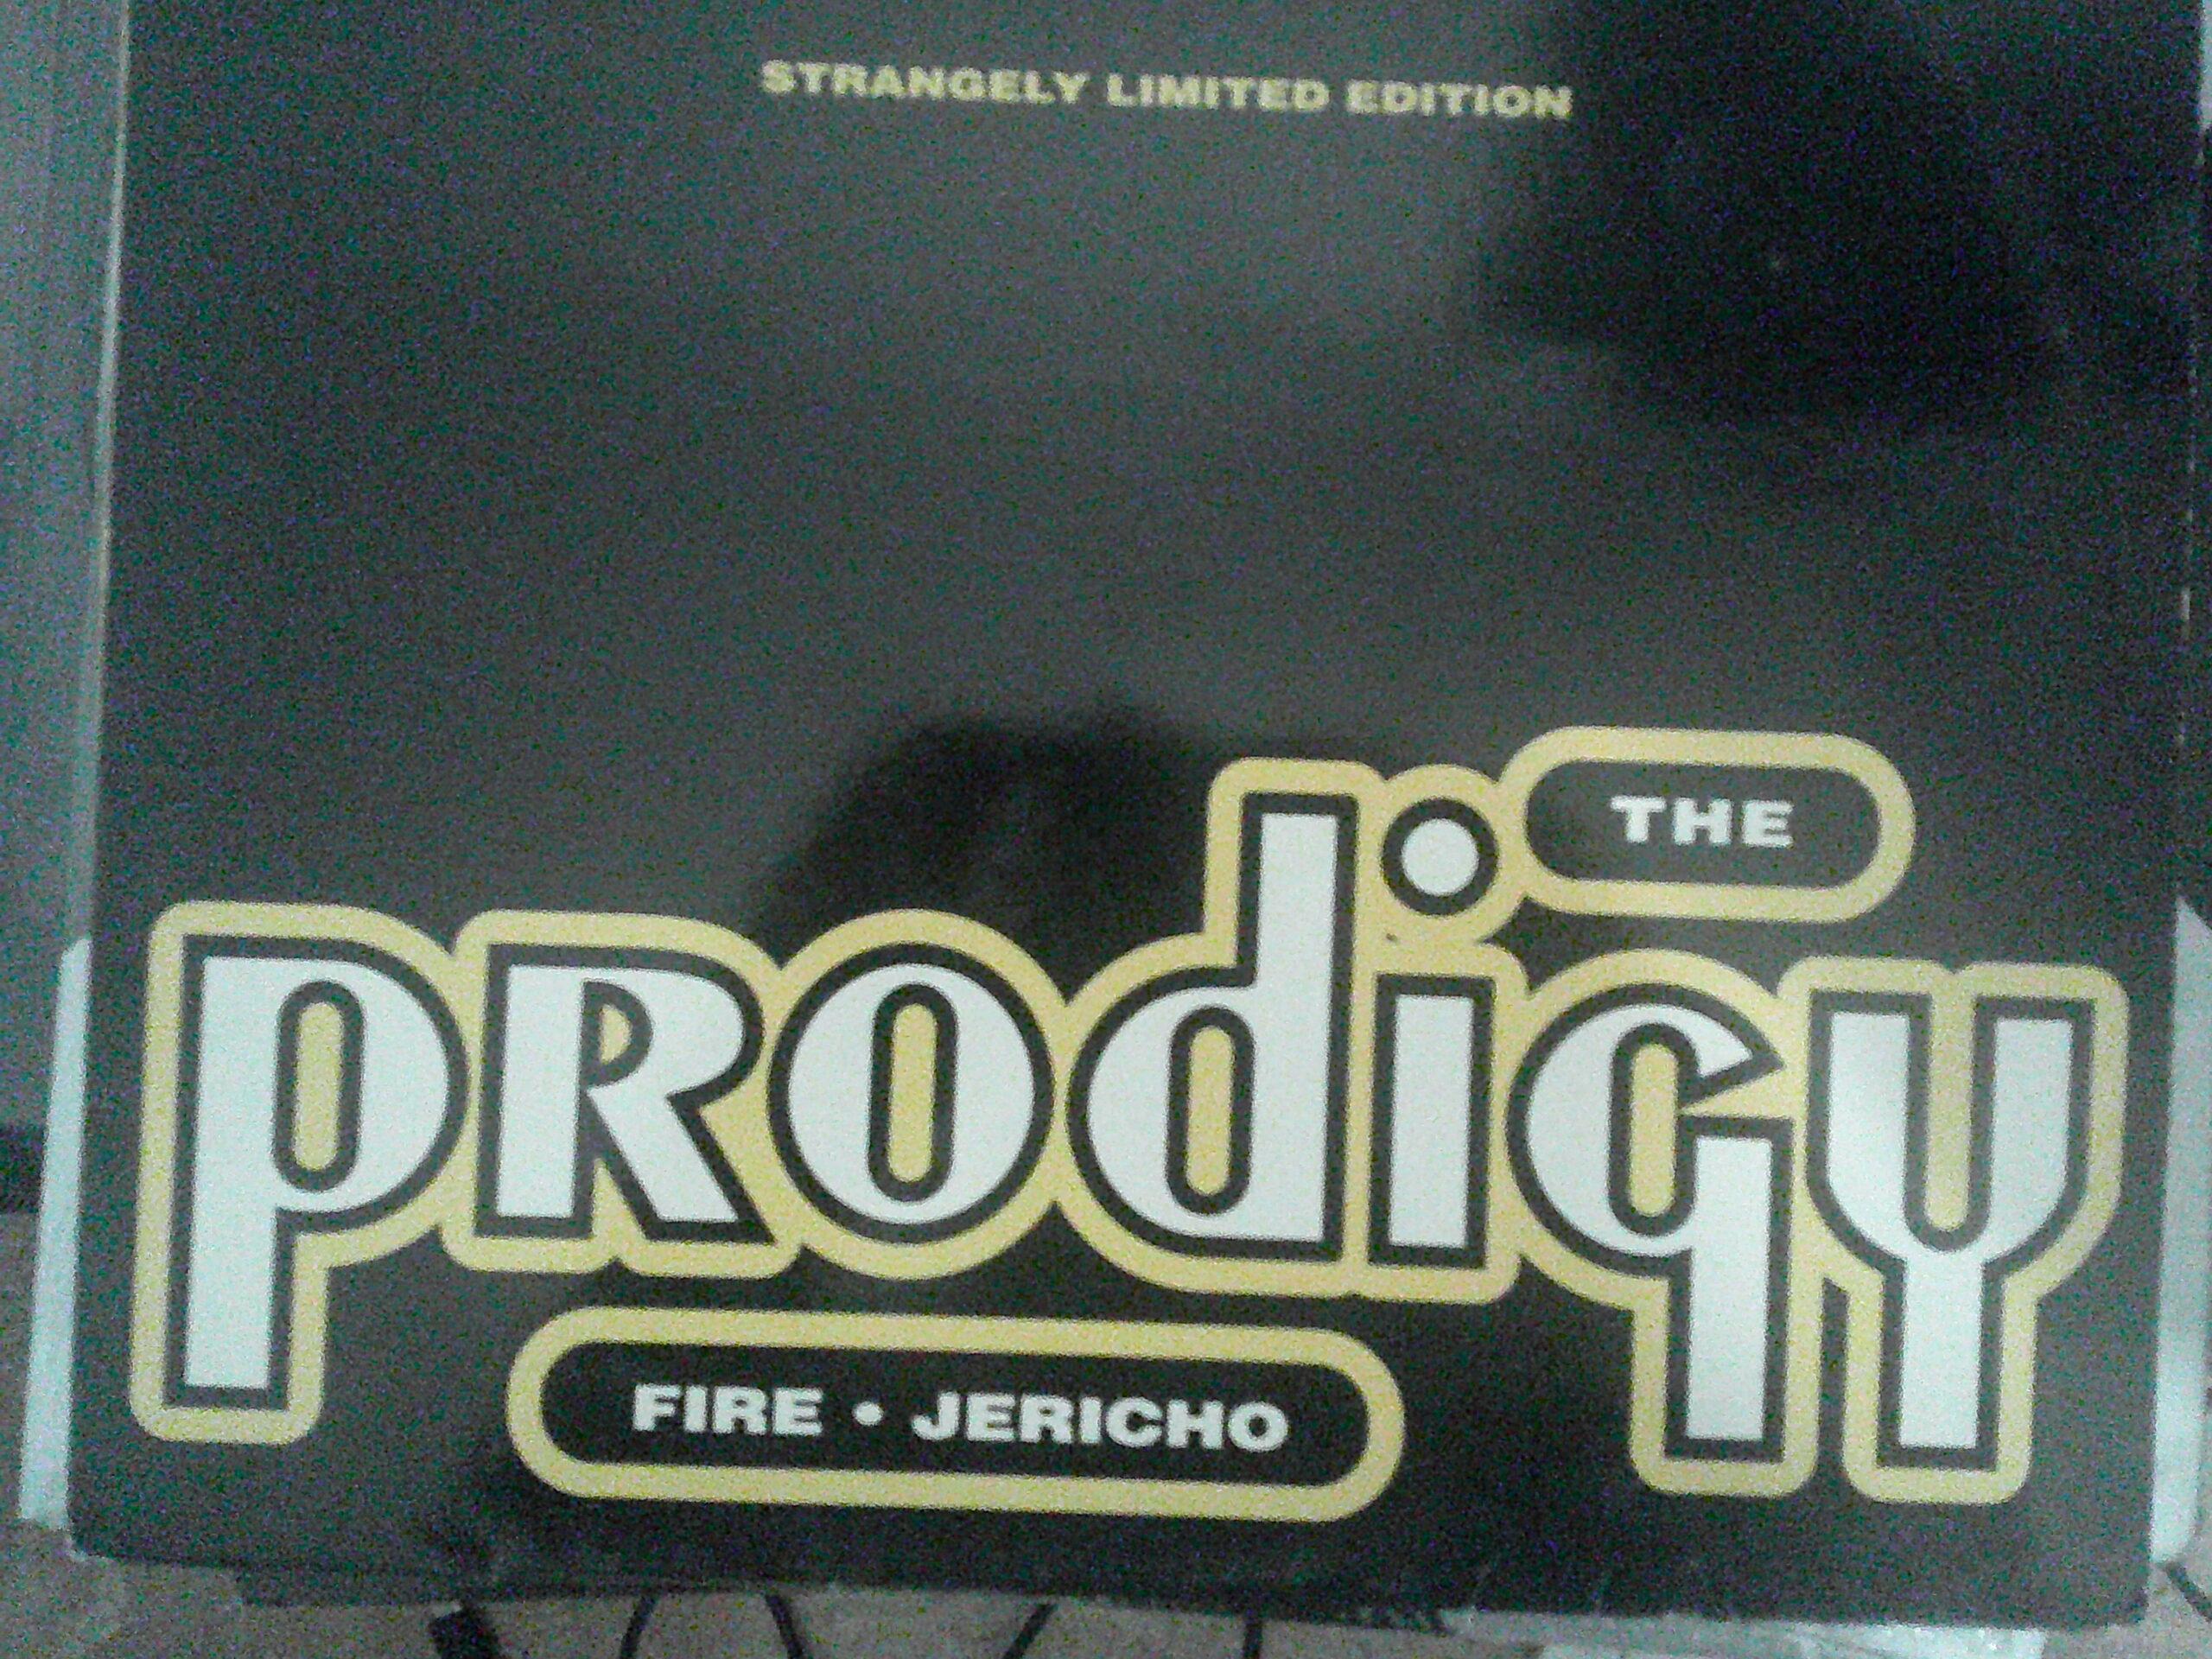 STRANGELY LIMITED EDITION
THE
PRODIGY
FIRE • JERICHO